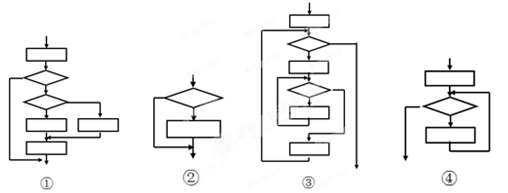 ① ② ③ ④